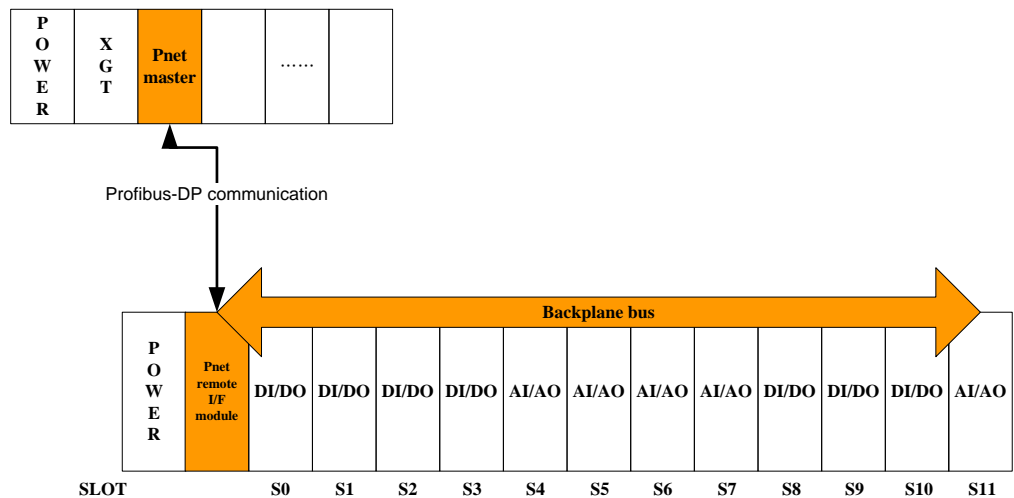 P
O
W
E
R
X
G
T
Pnet
master
......
Profibus-DP communication
Backplane bus
P
O
W
E
R
Pnet
remote
I/F
module
DI/DO DI/DO DI/DO DI/DO AI/AO AI/AO AI/AO AI/AO DI/DO DI/DO DI/DO AI/AO
SLOT S0 S1 S2 S3 S4 S5 S6 S7 S8 S9 S10 S11